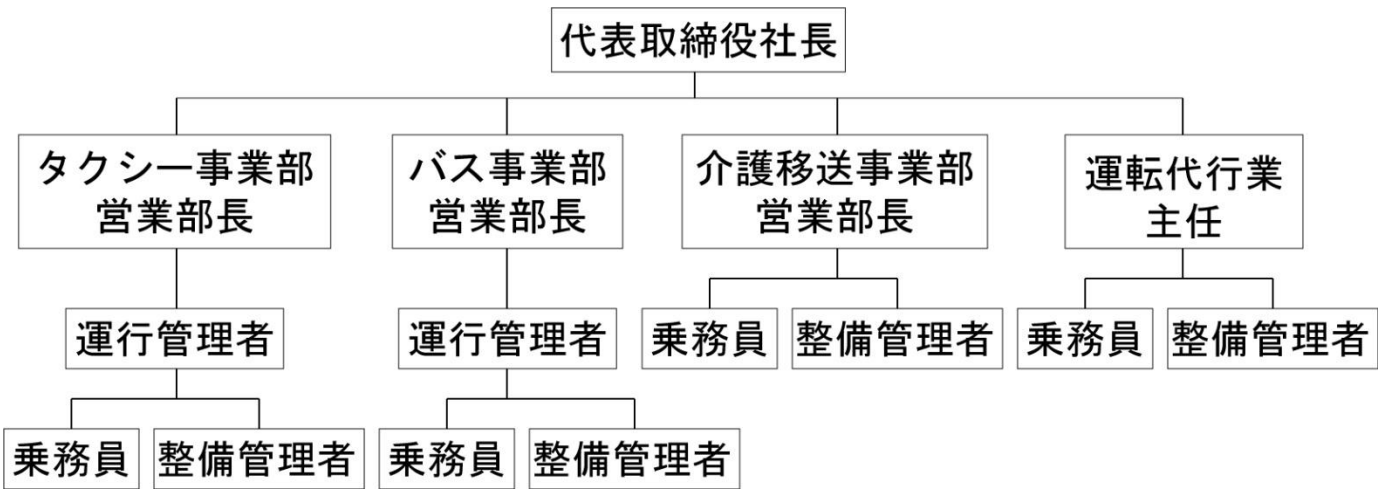 代表取締役社長
タクシー事業部
営業部長
バス事業部
営業部長
介護移送事業部
営業部長
運転代行業
主任
運行管理者
運行管理者
乗務員
整備管理者
乗務員
整備管理者
乗務員
整備管理者
乗務員
整備管理者